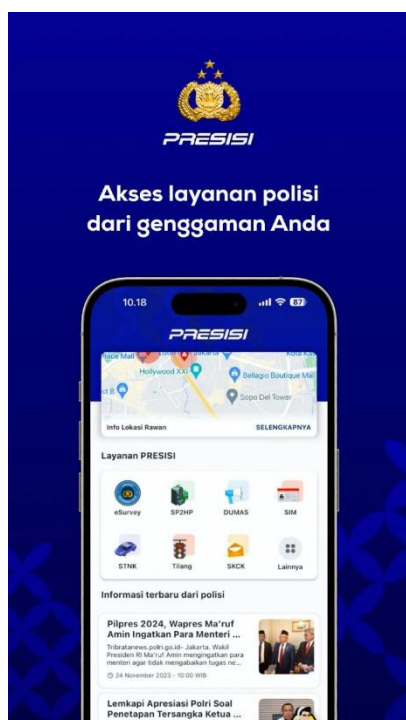 PRESISI
Akses layanan polisi
dari genggaman Anda
10.18
87
PRESISI
Place Mall
Hollywood XXI
Bellagio Boutique Mal
Sopo Del Tower
Info Lokasi Rawan
SELENGKAPNYA
Layanan PRESISI
eSurvey
SP2HP
DUMAS
SIM
STNK
Tilang
SKCK
Lainnya
Informasi terbaru dari polisi
Pilpres 2024, Wapres Ma'ruf
Amin Ingatkan Para Menteri ...
Tribratanews.polri.go.id- Jakarta. Wakil
Presiden RI Ma'ruf Amin mengingatkan para
menteri agar tidak mengabaikan tugas ne...
24 November 2023 - 10:00 WIB
Lemkapi Apresiasi Polri Soal
Penetapan Tersangka Ketua ...